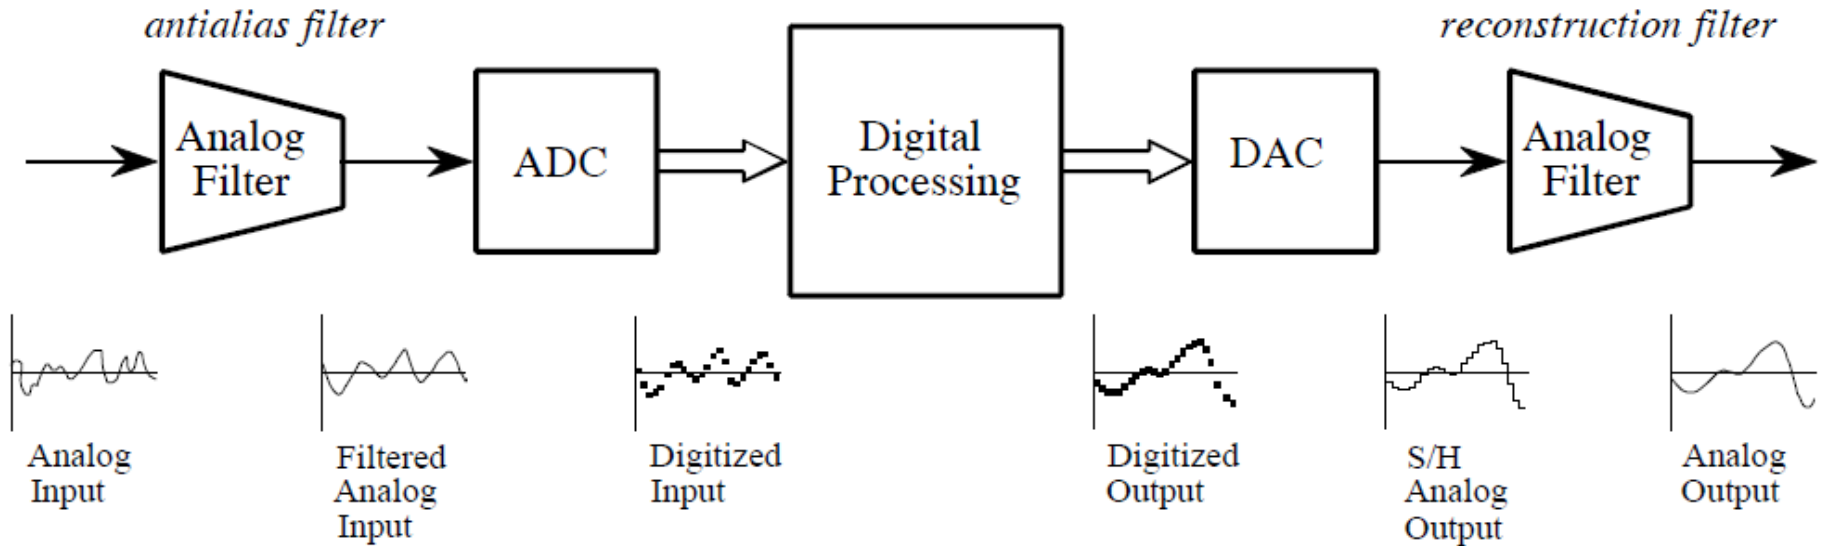 antialias filter
reconstruction filter
Analog
Filter
ADC
Digital
Processing
DAC
Analog
Filter
Analog
Input
Filtered
Analog
Input
Digitized
Input
Digitized
Output
S/H
Analog
Output
Analog
Output